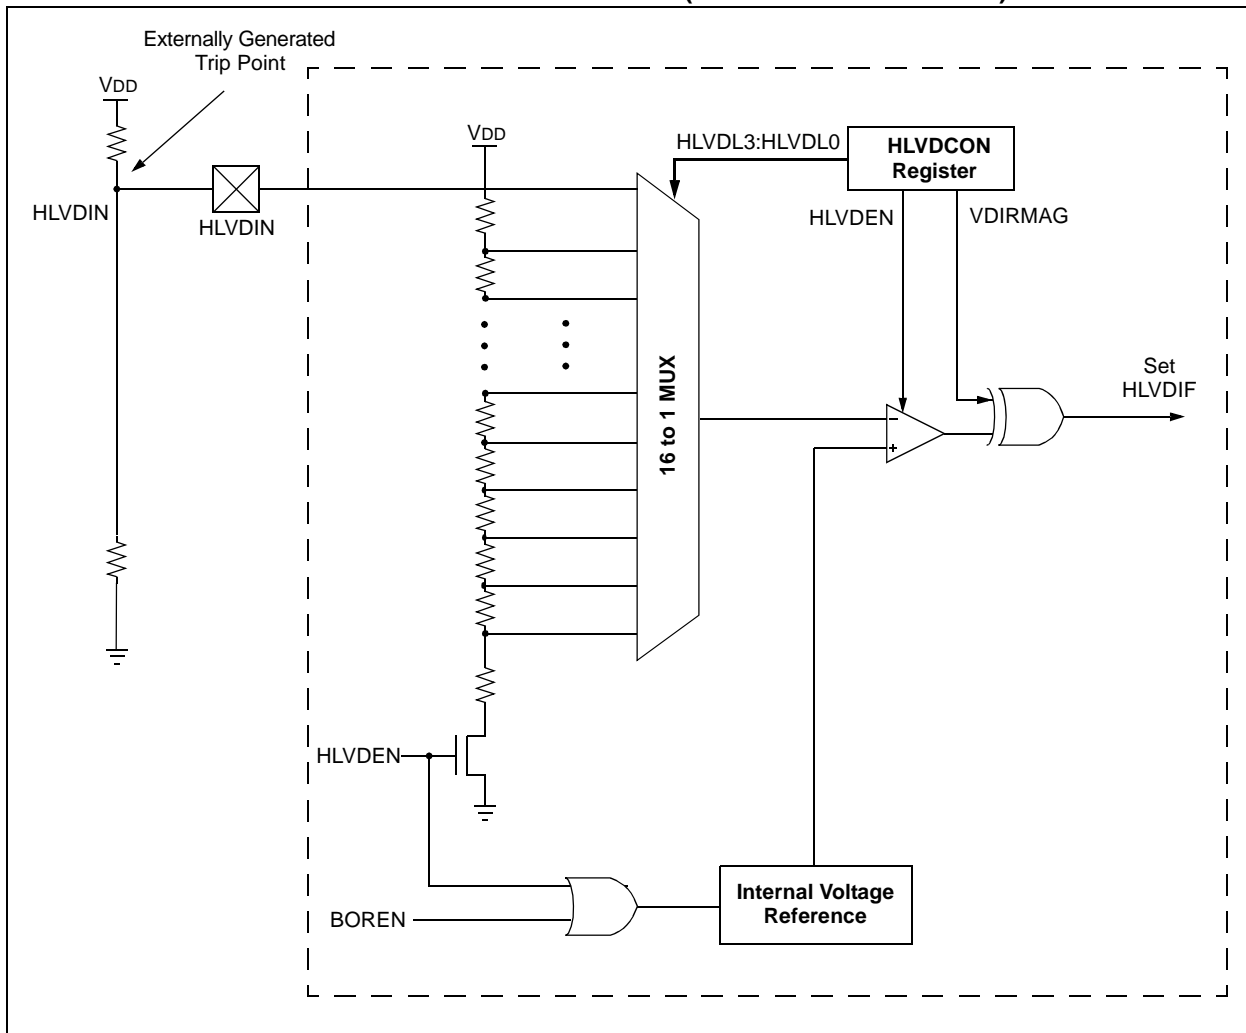 Externally Generated
Trip Point
VDD
VDD
HLVDL3:HLVDL0
HLVDCON
Register
HLVDIN
HLVDIN
HLVDEN
VDIRMAG
16 to 1 MUX
Set
HLVDIF
–
+
HLVDEN
BOREN
Internal Voltage
Reference